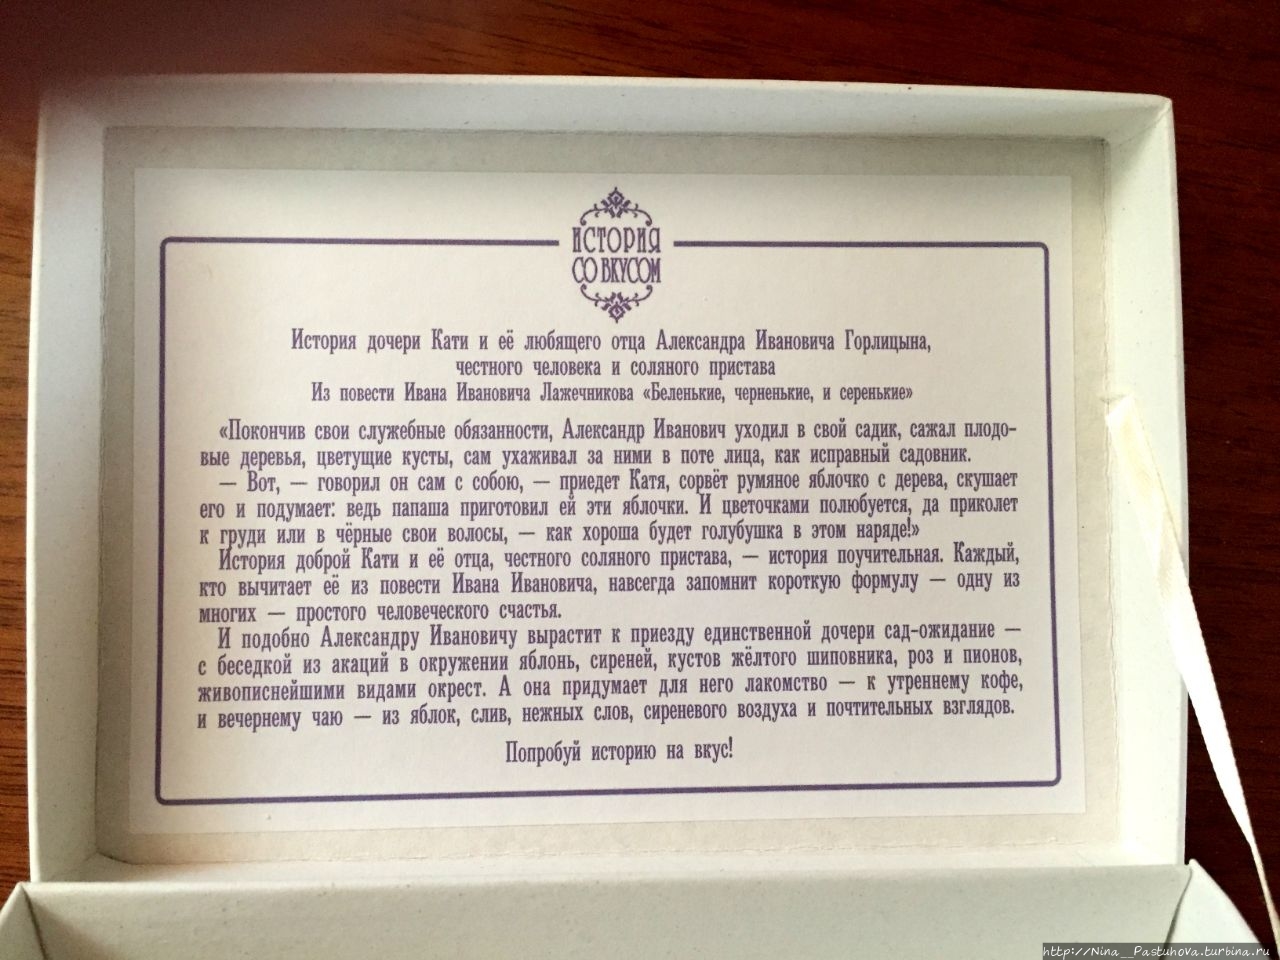 ИСТОРИЯ
СО ВКУСОМ
История дочери Кати и её любящего отца Александра Ивановича Горлицына,
честного человека и соляного пристава
Из повести Ивана Ивановича Лажечникова «Беленькие, черненькие, и серенькие»
«Покончив свои служебные обязанности, Александр Иванович уходил в свой садик, сажал плодо-
вые деревья, цветущие кусты, сам ухаживал за ними в поте лица, как исправный садовник.
— Вот, — говорил он сам с собою, — приедет Катя, сорвёт румяное яблочко с дерева, скушает
его и подумает: ведь папаша приготовил ей эти яблочки. И цветочками полюбуется, да приколет
к груди или в чёрные свои волосы, — как хороша будет голубушка в этом наряде!»
История доброй Кати и её отца, честного соляного пристава, — история поучительная. Каждый,
кто вычитает её из повести Ивана Ивановича, навсегда запомнит короткую формулу — одну из
многих — простого человеческого счастья.
И подобно Александру Ивановичу вырастит к приезду единственной дочери сад-ожидание —
с беседкой из акаций в окружении яблонь, сиреней, кустов жёлтого шиповника, роз и пионов,
живописнейшими видами окрест. А она придумает для него лакомство — к утреннему кофе,
и вечернему чаю — из яблок, слив, нежных слов, сиреневого воздуха и почтительных взглядов.
Попробуй историю на вкус!
http://Nina__Pastuhova.turbina.ru